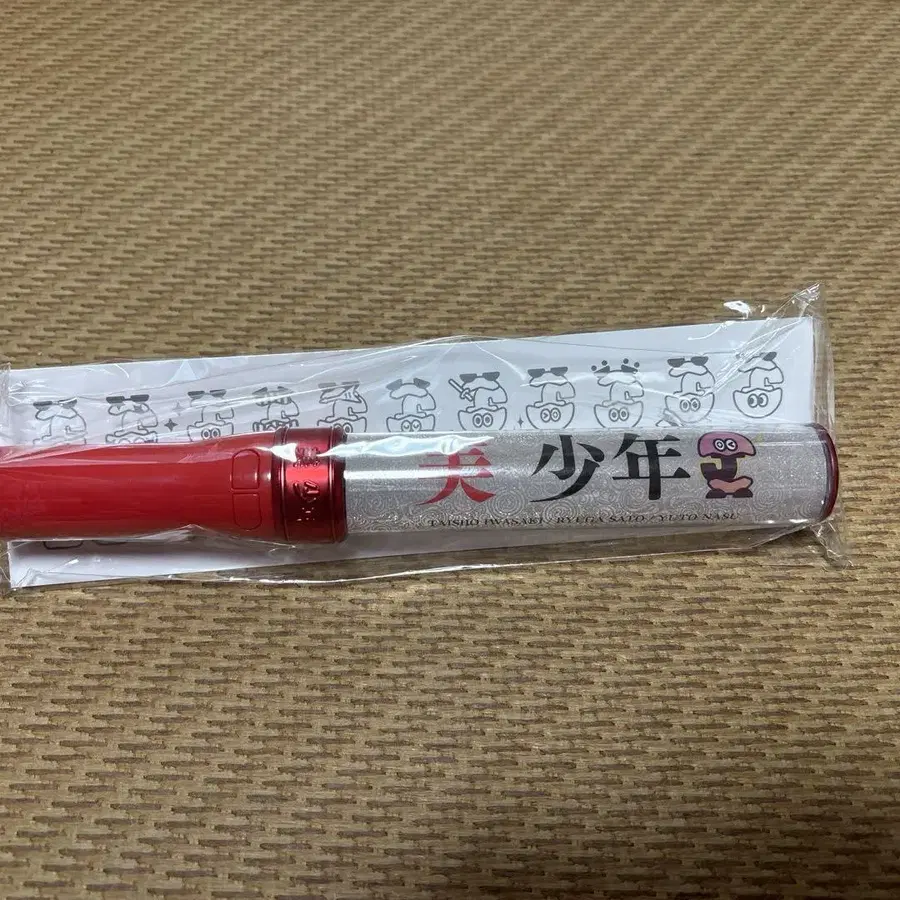 美 少年
TAISHO IWASAKI / RYUGA SATO / YUTO NASU